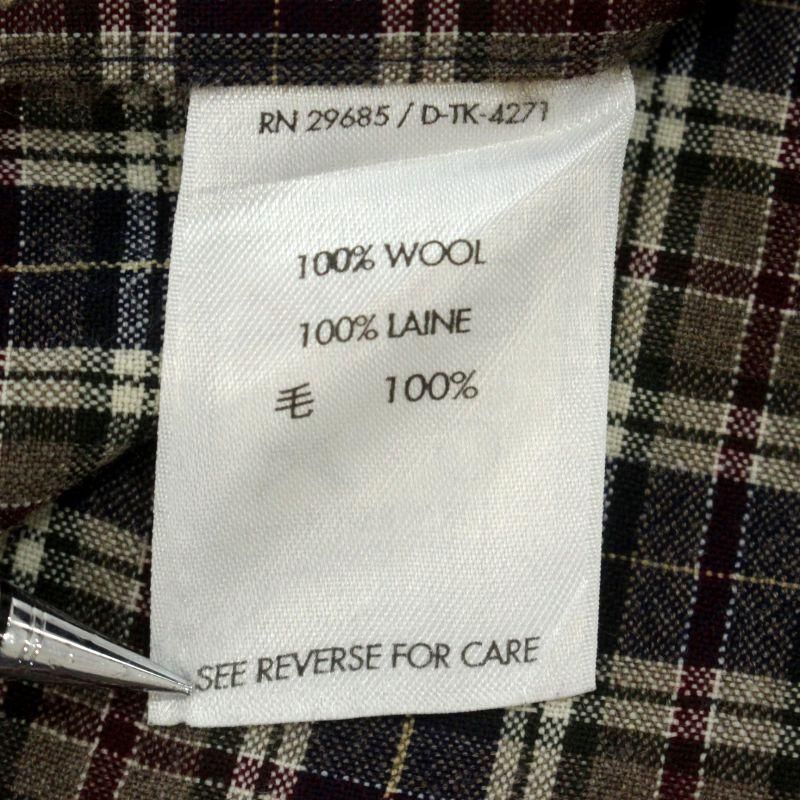 RN 29685 / D-TK-4271
100% WOOL
100% LAINE
毛 100%
SEE REVERSE FOR CARE